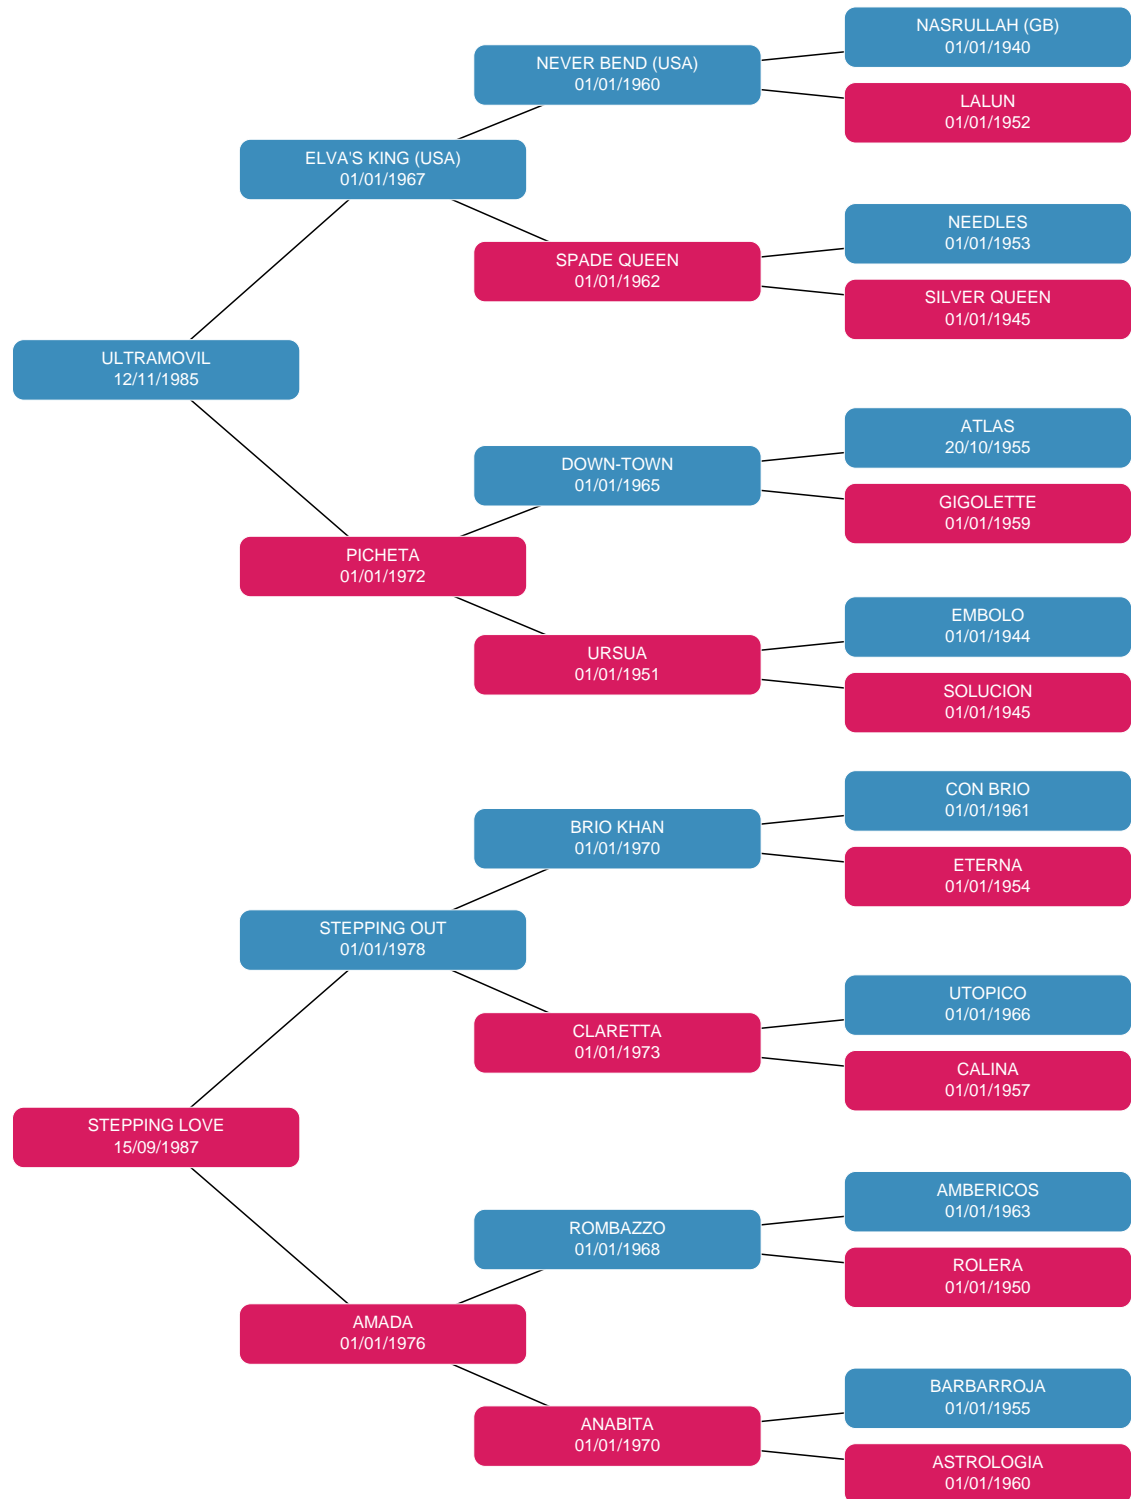 NASRULLAH (GB)
01/01/1940
NEVER BEND (USA)
01/01/1960
LALUN
01/01/1952
ELVA'S KING (USA)
01/01/1967
NEEDLES
01/01/1953
SPADE QUEEN
01/01/1962
SILVER QUEEN
01/01/1945
ULTRAMOVIL
12/11/1985
ATLAS
20/10/1955
DOWN-TOWN
01/01/1965
GIGOLETTE
01/01/1959
PICHETA
01/01/1972
EMBOLO
01/01/1944
URSUA
01/01/1951
SOLUCION
01/01/1945
CON BRIO
01/01/1961
BRIO KHAN
01/01/1970
ETERNA
01/01/1954
STEPPING OUT
01/01/1978
UTOPICO
01/01/1966
CLARETTA
01/01/1973
CALINA
01/01/1957
STEPPING LOVE
15/09/1987
AMBERICOS
01/01/1963
ROMBAZZO
01/01/1968
ROLERA
01/01/1950
AMADA
01/01/1976
BARBARROJA
01/01/1955
ANABITA
01/01/1970
ASTROLOGIA
01/01/1960